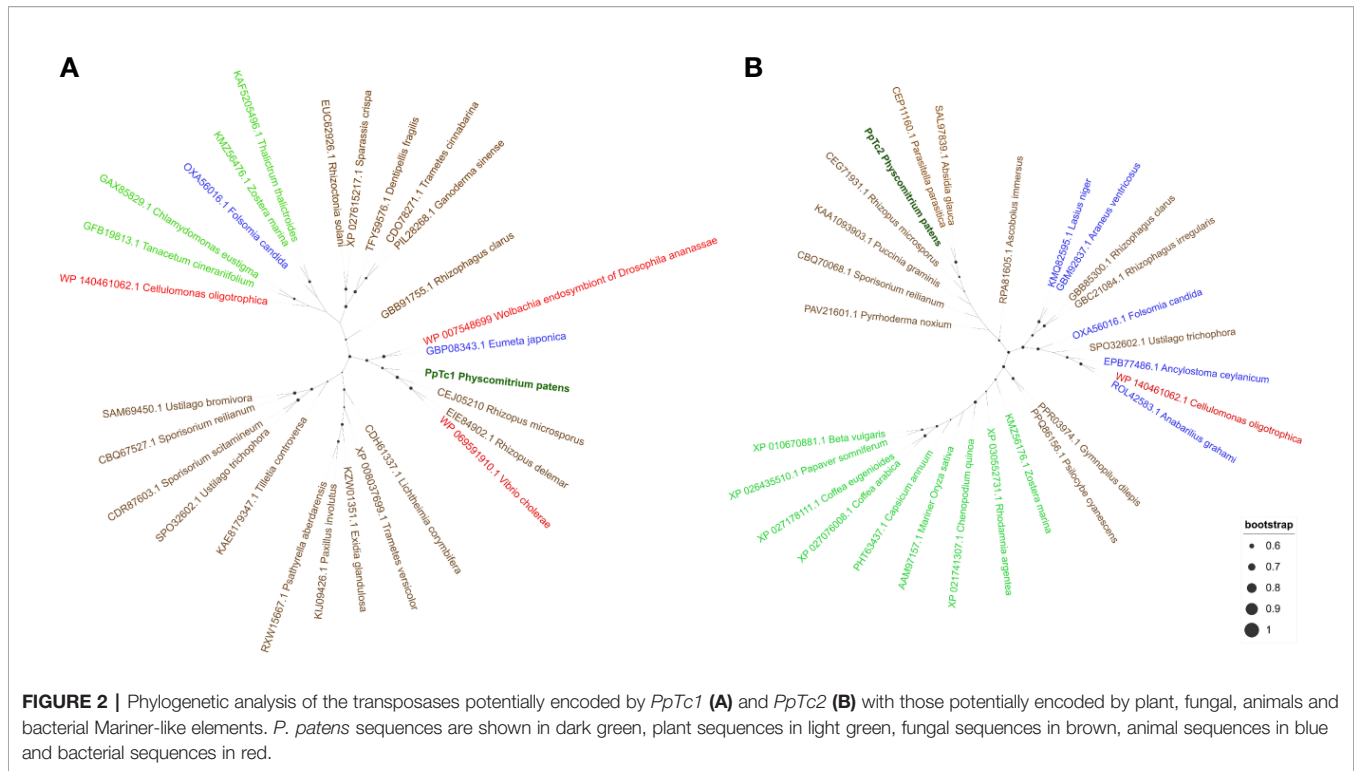 A
KAF5205496.1 Thalictrum thalictroides
KMZ56476.1 Zostera marina
OXA56016.1 Folsomia candida
GAX85829.1 Chlamydomonas eustigma
GFB19813.1 Tanacetum cinerariifolium
WP 140461062.1 Cellulomonas oligotrophica
EUC62926.1 Rhizoctonia solani
XP 027615217.1 Sparassis crispa
TFY59576.1 Dentipellis fragilis
CDO78271.1 Trametes cinnabarina
PIL28268.1 Ganoderma sinense
GBB91755.1 Rhizophagus clarus
WP 007548699 Wolbachia endosymbiont of Drosophila ananassae
GBP08343.1 Eumeta japonica
PpTc1 Physcomitrium patens
CEJ05210 Rhizopus microsporus
EIE84902.1 Rhizopus delemar
WP 069591910.1 Vibrio cholerae
CDH61337.1 Lichtheimia corymbifera
XP 008037699.1 Trametes versicolor
KZW01351.1 Exidia glandulosa
KIJ09426.1 Paxillus involutus
RXW15667.1 Psathyrella aberdarensis
KAE8179347.1 Tilletia controversa
SPO32602.1 Ustilago trichophora
CDR87603.1 Sporisorium scitamineum
CBQ67527.1 Sporisorium reilianum
SAM69450.1 Ustilago bromivora
B
SAL97839.1 Absidia glauca
CEP11160.1 Parasitella parasitica
PpTc2 Physcomitrium patens
CEG71931.1 Rhizopus microsporus
KAA1093903.1 Puccinia graminis
CBQ70068.1 Sporisorium reilianum
PAV21601.1 Pyrrhoderma noxium
RPA81605.1 Ascobolus immersus
KMQ82595.1 Lasius niger
GBM92837.1 Araneus ventricosus
GBB85300.1 Rhizophagus clarus
GBC21084.1 Rhizophagus irregularis
OXA56016.1 Folsomia candida
SPO32602.1 Ustilago trichophora
EPB77486.1 Ancylostoma ceylanicum
WP 140461062.1 Cellulomonas oligotrophica
ROL42583.1 Anabarilius grahami
PPR03974.1 Gymnopilus dilepis
PPQ86156.1 Psilocybe cyanescens
KMZ56176.1 Zostera marina
XP 030552731.1 Rhodamnia argentea
XP 021741307.1 Chenopodium quinoa
AAM97157.1 Mariner Oryza sativa
PHT63437.1 Capsicum annuum
XP 027076008.1 Coffea arabica
XP 027178111.1 Coffea eugenioides
XP 026435510.1 Papaver somniferum
XP 010670881.1 Beta vulgaris
bootstrap
0.6
0.7
0.8
0.9
1
FIGURE 2 | Phylogenetic analysis of the transposases potentially encoded by PpTc1 (A) and PpTc2 (B) with those potentially encoded by plant, fungal, animals and
bacterial Mariner-like elements. P. patens sequences are shown in dark green, plant sequences in light green, fungal sequences in brown, animal sequences in blue
and bacterial sequences in red.